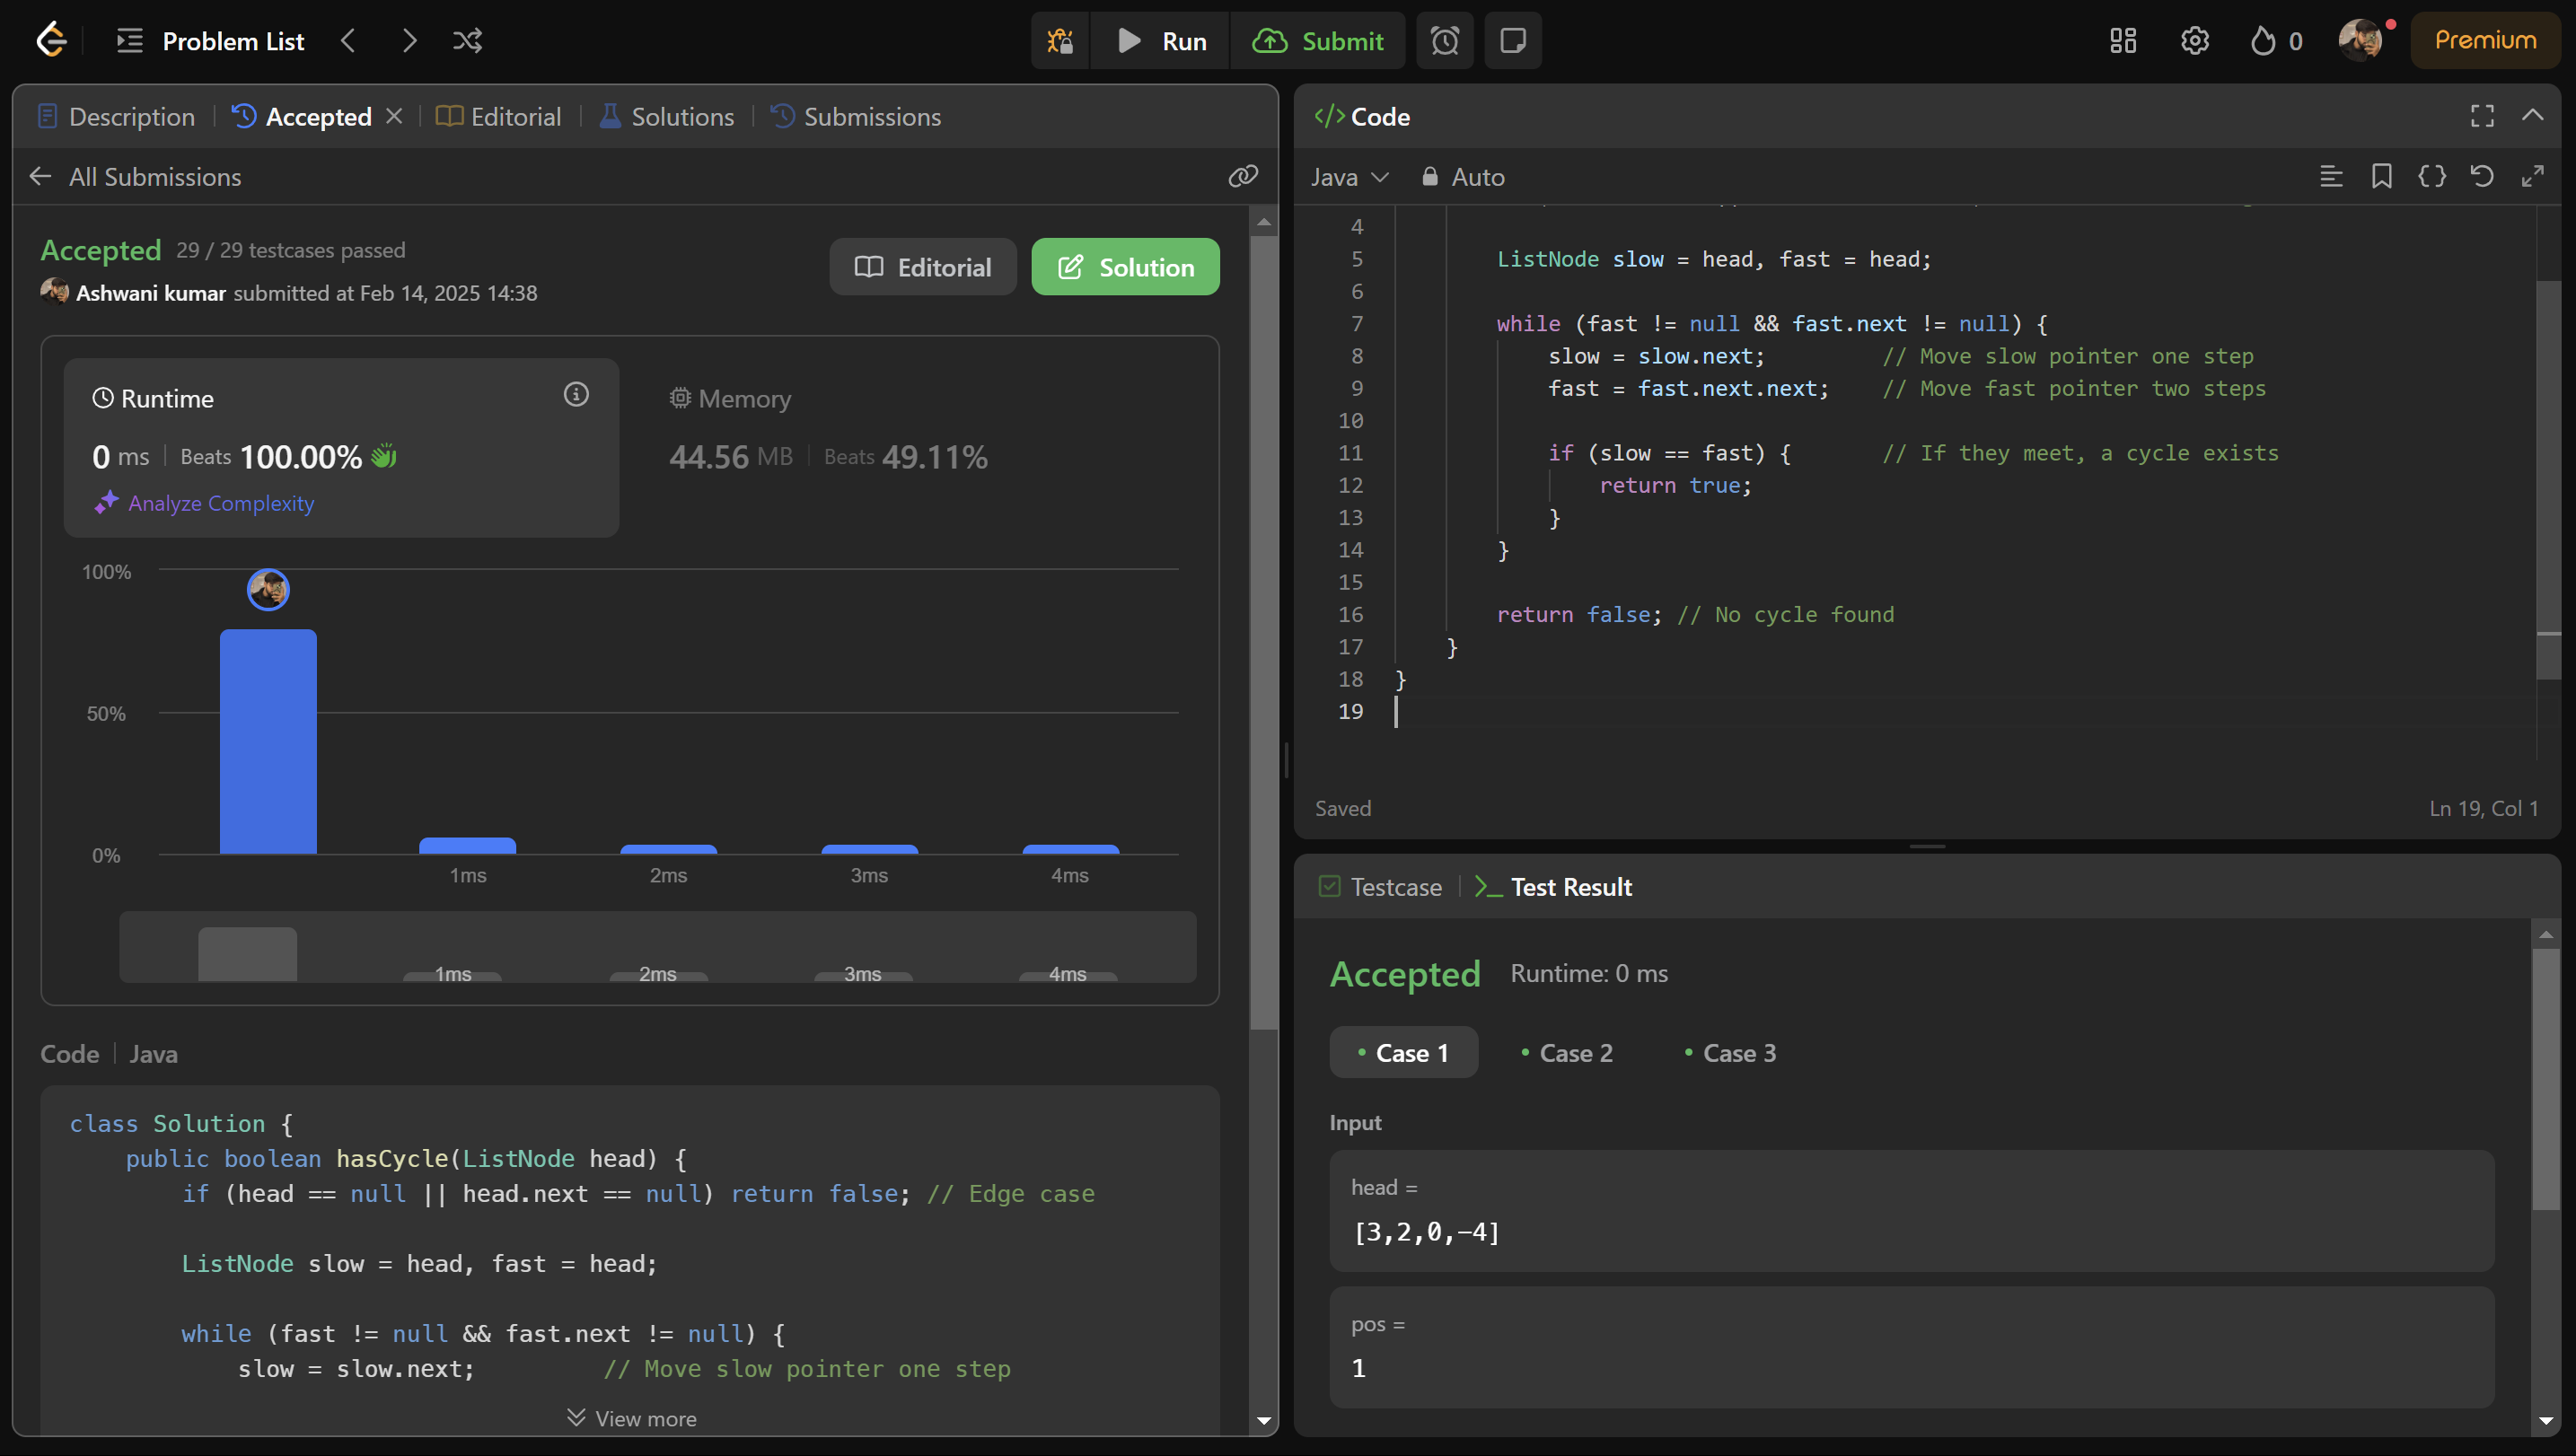 Problem List
Run
Submit
0
Premium
Description
Accepted
Editorial
Solutions
Submissions
All Submissions
Accepted 29 / 29 testcases passed
Ashwani kumar submitted at Feb 14, 2025 14:38
Editorial
Solution
Runtime
0 ms Beats 100.00%
Analyze Complexity
Memory
44.56 MB Beats 49.11%
100%
50%
0%
1ms 2ms 3ms 4ms
1ms 2ms 3ms 4ms
Code Java
class Solution {
    public boolean hasCycle(ListNode head) {
        if (head == null || head.next == null) return false; // Edge case
        ListNode slow = head, fast = head;
        while (fast != null && fast.next != null) {
            slow = slow.next;         // Move slow pointer one step
View more
</> Code
Java Auto
4
5 ListNode slow = head, fast = head;
6
7 while (fast != null && fast.next != null) {
8 slow = slow.next;         // Move slow pointer one step
9 fast = fast.next.next;    // Move fast pointer two steps
10
11 if (slow == fast) {       // If they meet, a cycle exists
12 return true;
13 }
14 }
15
16 return false; // No cycle found
17 }
18 }
19
Saved Ln 19, Col 1
Testcase
Test Result
Accepted Runtime: 0 ms
Case 1 Case 2 Case 3
Input
head =
[3,2,0,-4]
pos =
1